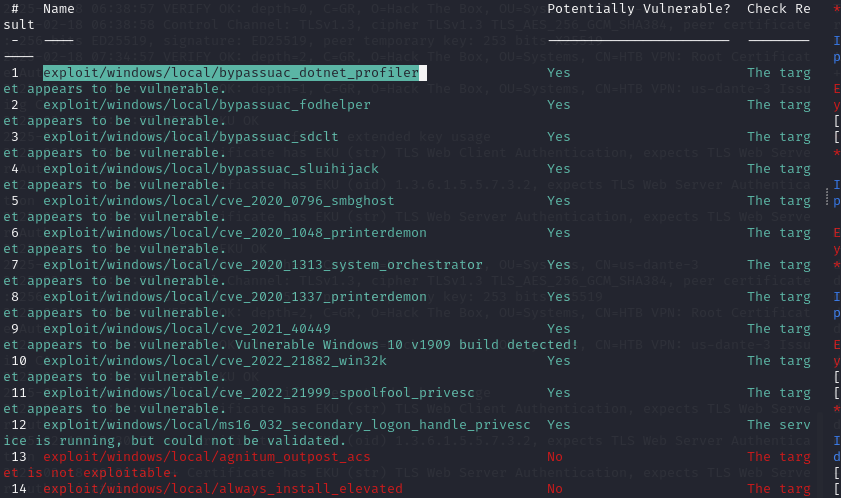 #   Name                                                           Potentially Vulnerable?  Check Re
sult
-   ----                                                           -----------------------  --------
----
1   exploit/windows/local/bypassuac_dotnet_profiler                Yes                      The targ
et appears to be vulnerable.
2   exploit/windows/local/bypassuac_fodhelper                      Yes                      The targ
et appears to be vulnerable.
3   exploit/windows/local/bypassuac_sdclt                          Yes                      The targ
et appears to be vulnerable.
4   exploit/windows/local/bypassuac_sluihijack                     Yes                      The targ
et appears to be vulnerable.
5   exploit/windows/local/cve_2020_0796_smbghost                   Yes                      The targ
et appears to be vulnerable.
6   exploit/windows/local/cve_2020_1048_printerdemon               Yes                      The targ
et appears to be vulnerable.
7   exploit/windows/local/cve_2020_1313_system_orchestrator        Yes                      The targ
et appears to be vulnerable.
8   exploit/windows/local/cve_2020_1337_printerdemon               Yes                      The targ
et appears to be vulnerable.
9   exploit/windows/local/cve_2021_40449                           Yes                      The targ
et appears to be vulnerable. Vulnerable Windows 10 v1909 build detected!
10  exploit/windows/local/cve_2022_21882_win32k                    Yes                      The targ
et appears to be vulnerable.
11  exploit/windows/local/cve_2022_21999_spoolfool_privesc         Yes                      The targ
et appears to be vulnerable.
12  exploit/windows/local/ms16_032_secondary_logon_handle_privesc  Yes                      The serv
ice is running, but could not be validated.
13  exploit/windows/local/agnitum_outpost_acs                      No                       The targ
et is not exploitable.
14  exploit/windows/local/always_install_elevated                  No                       The targ